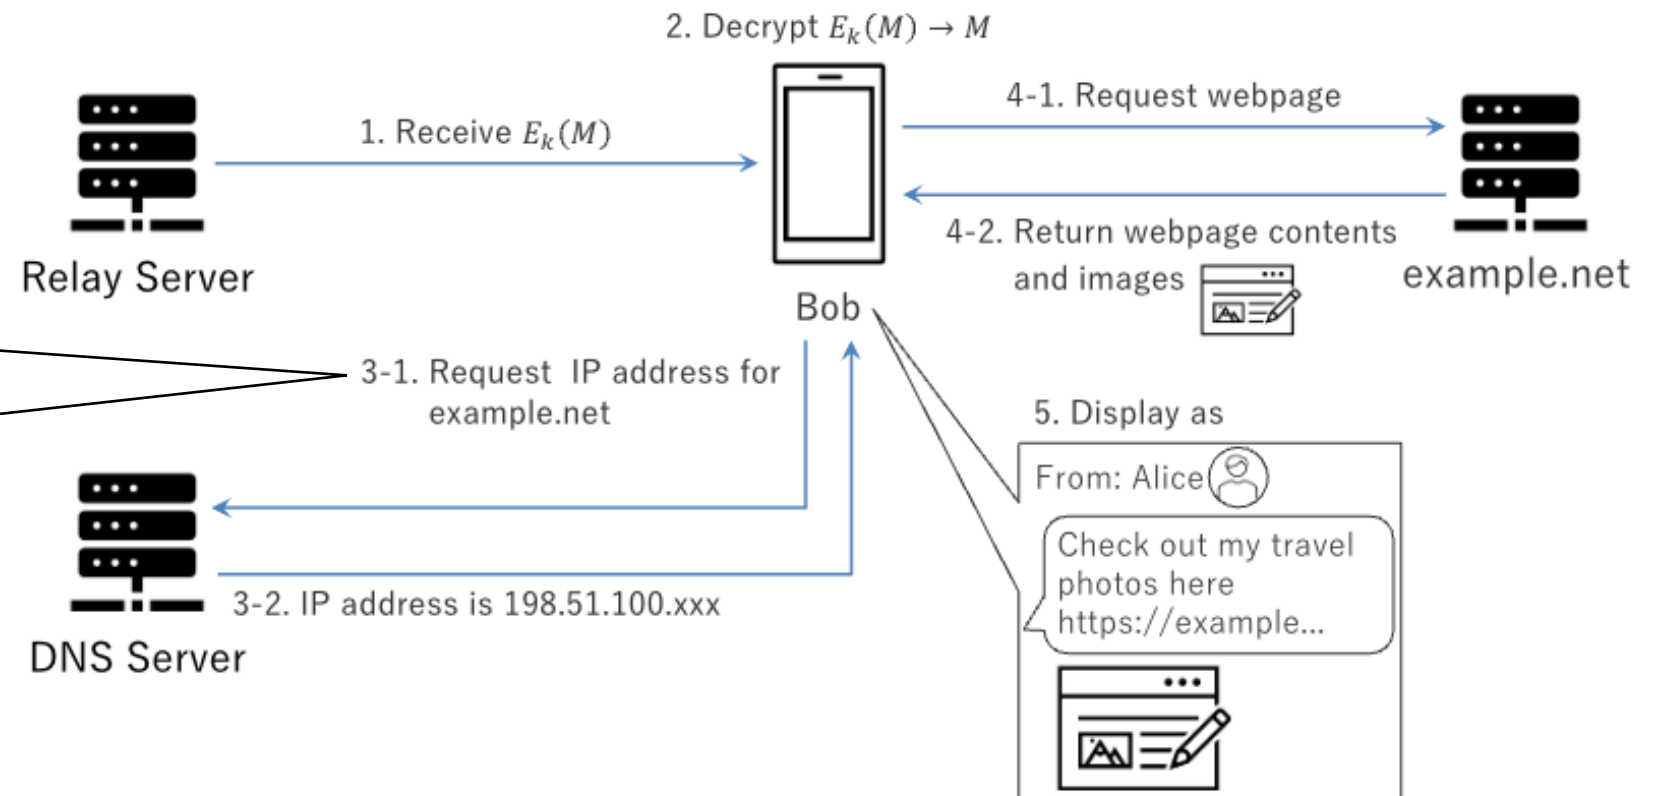 2. Decrypt E_k(M) → M
1. Receive E_k(M)
4-1. Request webpage
4-2. Return webpage contents
and images
Relay Server
Bob
example.net
3-1. Request IP address for
example.net
3-2. IP address is 198.51.100.xxx
DNS Server
5. Display as
From: Alice
Check out my travel
photos here
https://example...